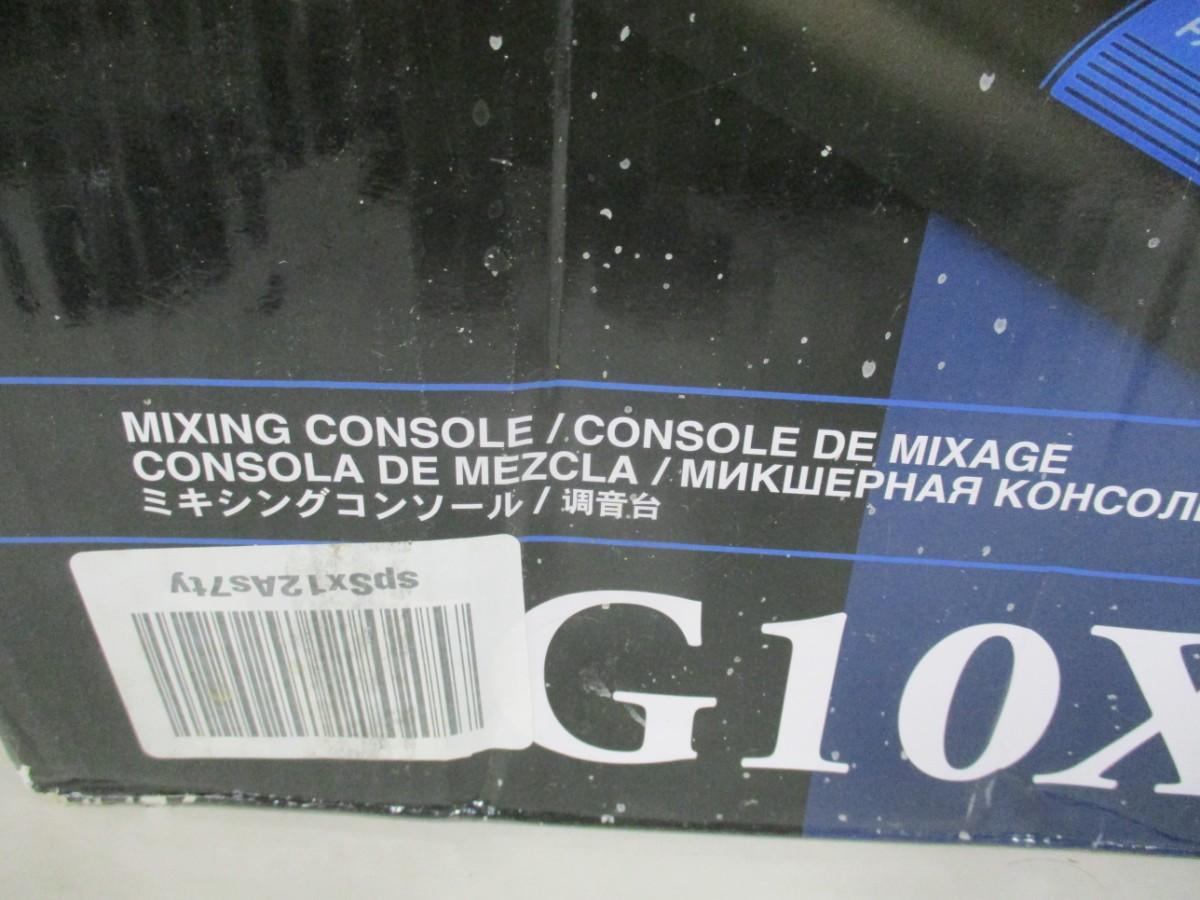 MIXING CONSOLE / CONSOLE DE MIXAGE
CONSOLA DE MEZCLA / МИКШЕРНАЯ КОНСОЛ
ミキシングコンソール / 调音台
spSx12As7ty
G10X